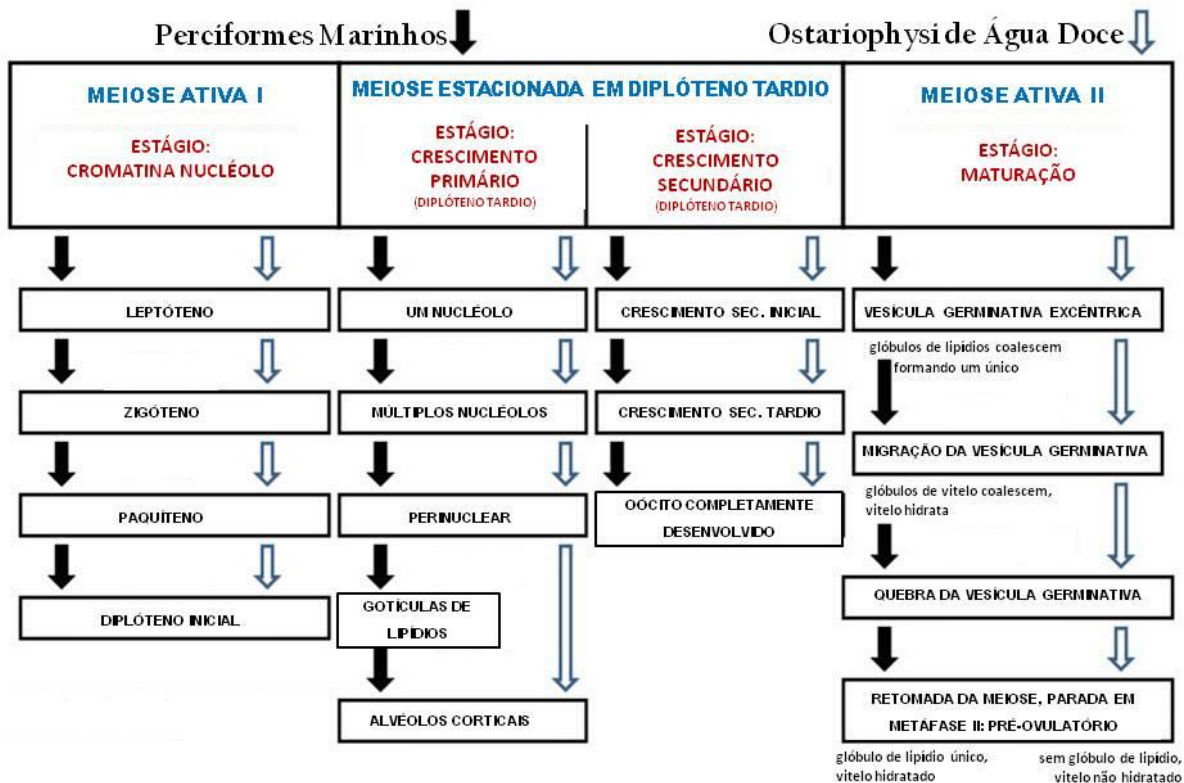 Perciformes Marinhos
Ostariophysi de Água Doce
MEIOSE ATIVA I
ESTÁGIO:
CROMATINA NUCLÉOLO
MEIOSE ESTACIONADA EM DIPLÓTENO TARDIO
ESTÁGIO:
CRESCIMENTO
PRIMÁRIO
(DIPLÓTENO TARDIO)
ESTÁGIO:
CRESCIMENTO
SECUNDÁRIO
(DIPLÓTENO TARDIO)
MEIOSE ATIVA II
ESTÁGIO:
MATURAÇÃO
LEPTÓTENO
ZIGÓTENO
PAQUÍTENO
DIPLÓTENO INICIAL
UM NUCLÉOLO
MÚLTIPLOS NUCLÉOLOS
PERINUCLEAR
GOTÍCULAS DE
LIPÍDIOS
ALVÉOLOS CORTICAIS
CRESCIMENTO SEC. INICIAL
CRESCIMENTO SEC. TARDIO
OÓCITO COMPLETAMENTE
DESENVOLVIDO
VESÍCULA GERMINATIVA EXCÊNTRICA
glóbulos de lipídios coalescem
formando um único
MIGRAÇÃO DA VESÍCULA GERMINATIVA
glóbulos de vitelo coalescem,
vitelo hidrata
QUEBRA DA VESÍCULA GERMINATIVA
RETOMADA DA MEIOSE, PARADA EM
METÁFASE II: PRÉ-OVULATÓRIO
glóbulo de lipídio único,
vitelo hidratado
sem glóbulo de lipídio,
vitelo não hidratado